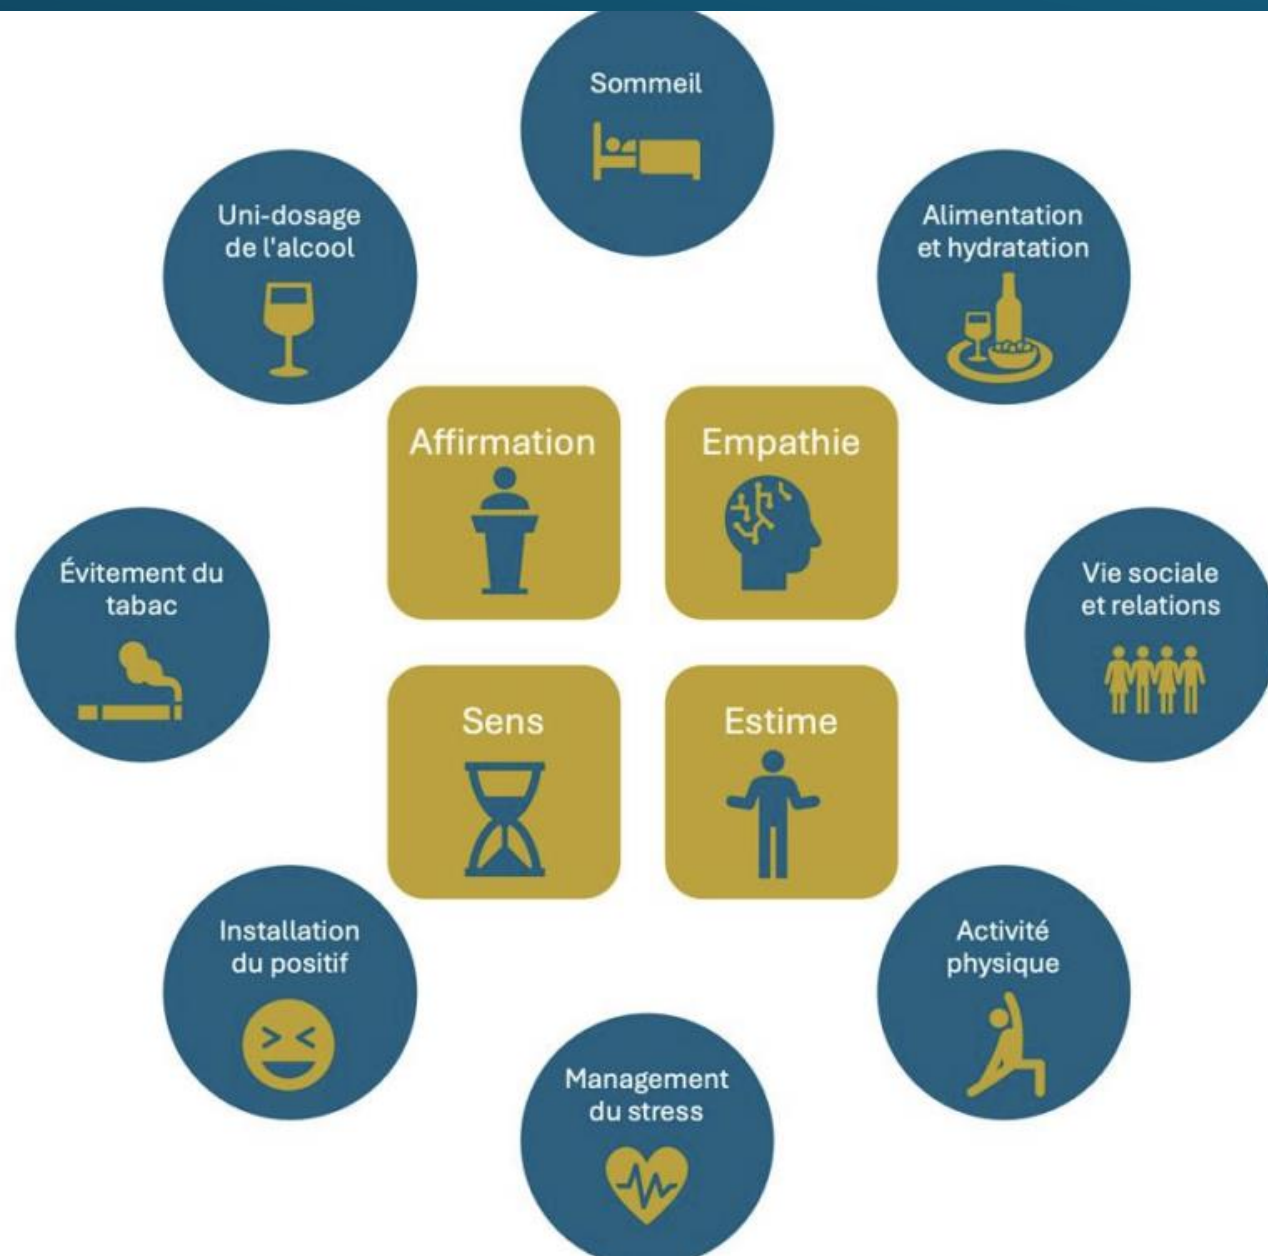 Sommeil
Uni-dosage
de l'alcool
Alimentation
et hydratation
Affirmation
Empathie
Évitement du
tabac
Vie sociale
et relations
Sens
Estime
Installation
du positif
Activité
physique
Management
du stress